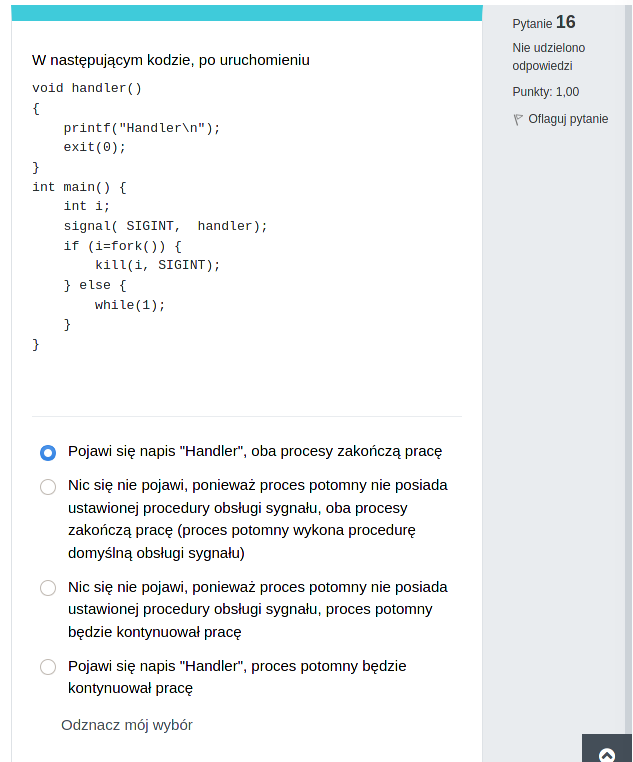 W następującym kodzie, po uruchomieniu
void handler()
{
    printf("Handler\n");
    exit(0);
}
int main() {
    int i;
    signal( SIGINT,  handler);
    if (i=fork()) {
        kill(i, SIGINT);
    } else {
        while(1);
    }
}
Pojawi się napis "Handler", oba procesy zakończą pracę
Nic się nie pojawi, ponieważ proces potomny nie posiada
ustawionej procedury obsługi sygnału, oba procesy
zakończą pracę (proces potomny wykona procedurę
domyślną obsługi sygnału)
Nic się nie pojawi, ponieważ proces potomny nie posiada
ustawionej procedury obsługi sygnału, proces potomny
będzie kontynuował pracę
Pojawi się napis "Handler", proces potomny będzie
kontynuował pracę
Odznacz mój wybór
Pytanie 16
Nie udzielono
odpowiedzi
Punkty: 1,00
Oflaguj pytanie